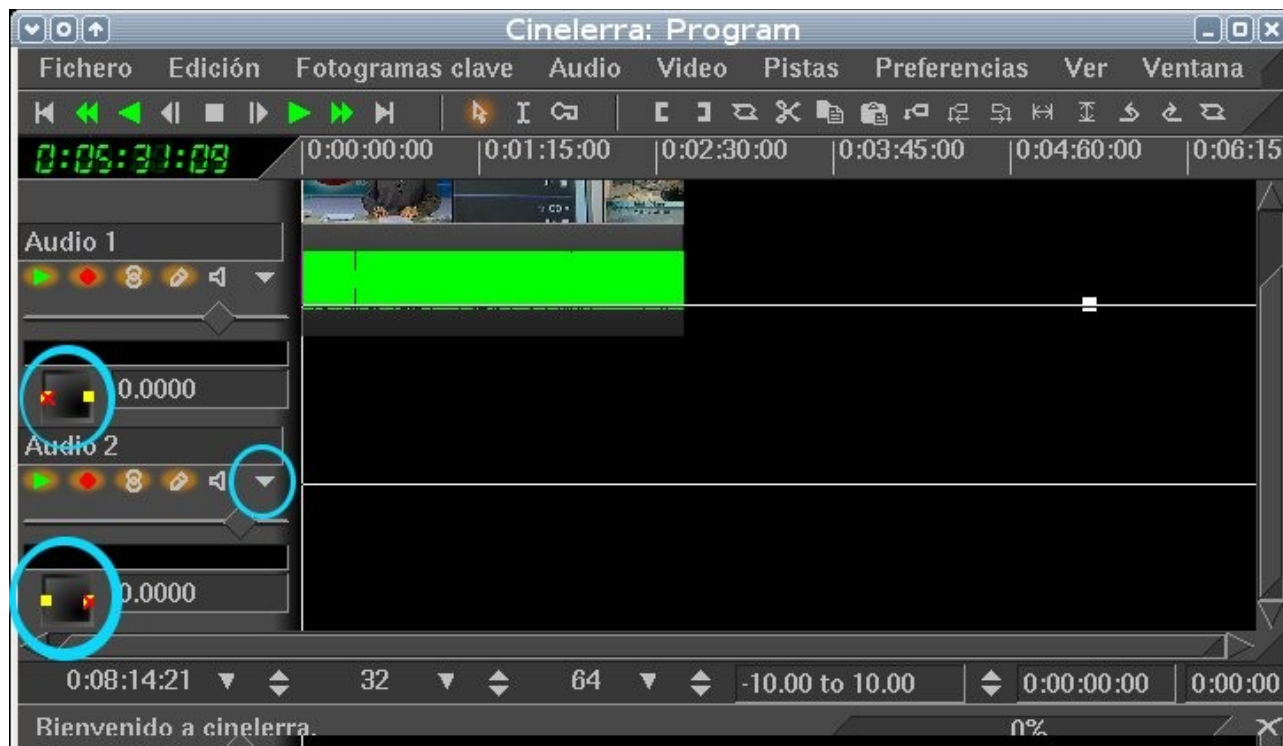 Cinelerra: Program
Fichero Edición Fotogramas clave Audio Video Pistas Preferencias Ver Ventana
0:05:31:09 0:00:00:00 0:01:15:00 0:02:30:00 0:03:45:00 0:04:60:00 0:06:15
Audio 1
0.0000
Audio 2
0.0000
0:08:14:21 32 64 -10.00 to 10.00 0:00:00:00 0:00:00
Bienvenido a cinelerra. 0%